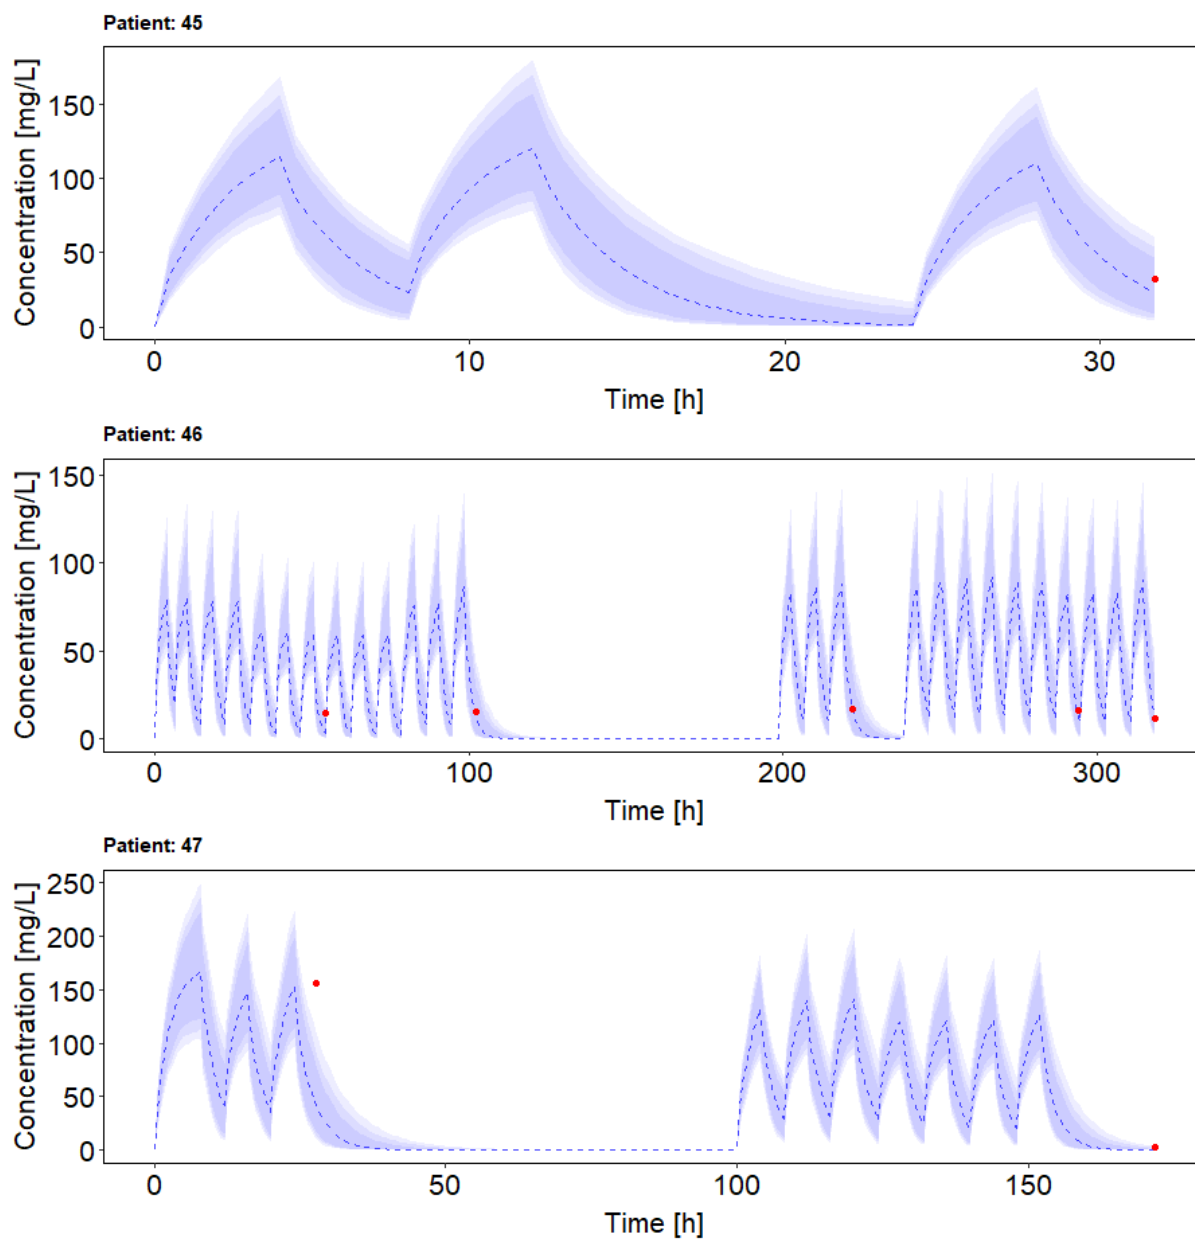 Patient: 45
Concentration [mg/L]
150
100
50
0
0 10 20 30
Time [h]
Patient: 46
Concentration [mg/L]
150
100
50
0
0 100 200 300
Time [h]
Patient: 47
Concentration [mg/L]
250
200
150
100
50
0
0 50 100 150
Time [h]